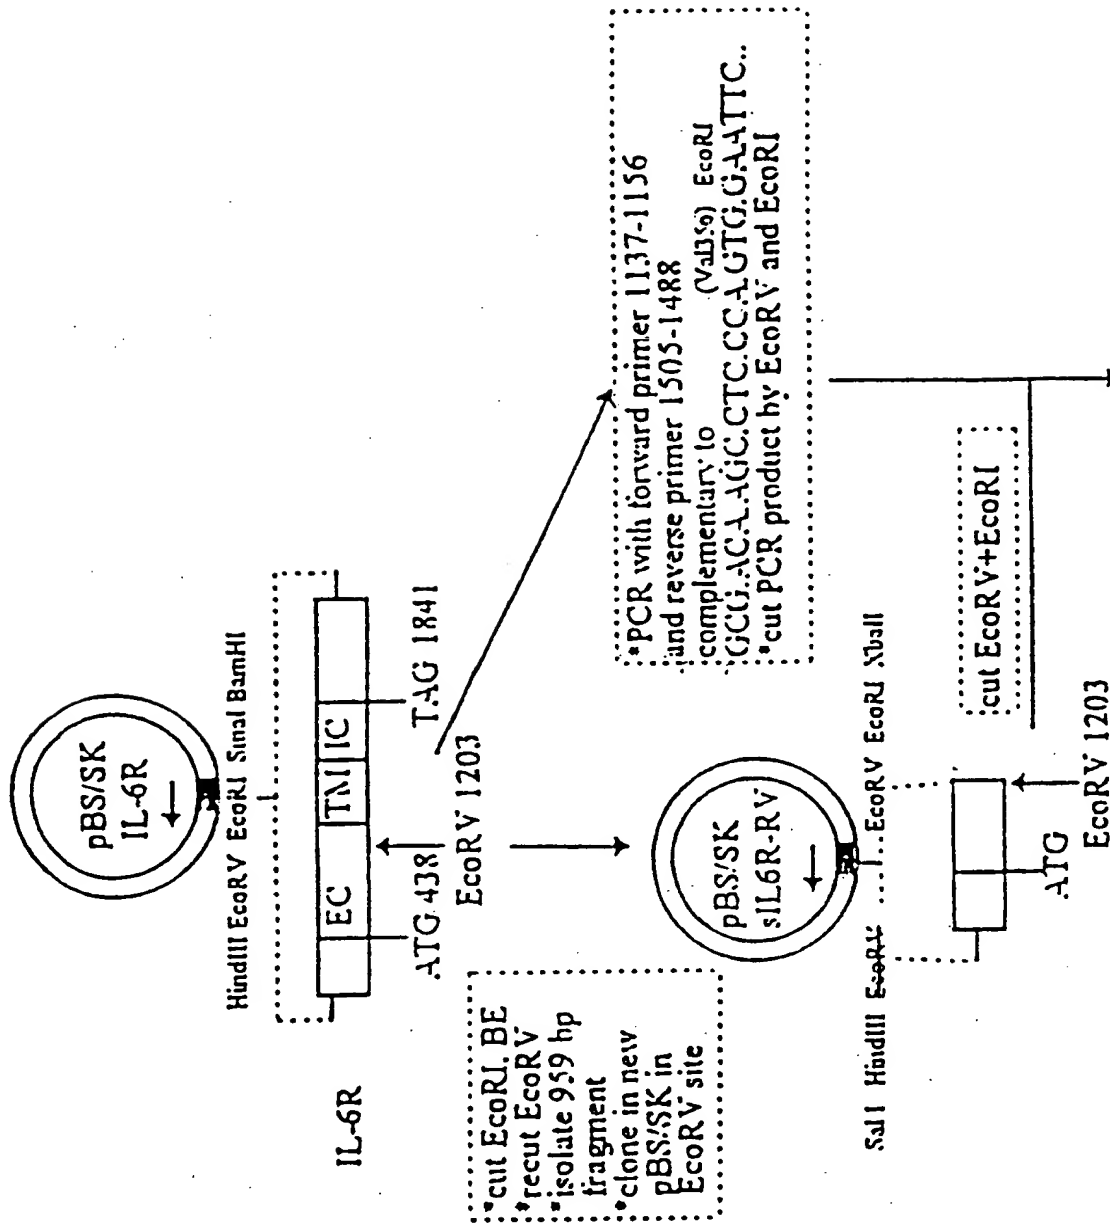 pBS/SK
IL-6R
HindIII EcoRV EcoRI SmaI BamHI
IL-6R
EC TM IC
ATG 438
TAG 1841
EcoRV 1203
*cut EcoRI. BE
*recut EcoRV
*isolate 959 bp
fragment
*clone in new
pBS/SK in
EcoRV site
*PCR with forward primer 1137-1156
and reverse primer 1505-1488
complementary to (Val356) EcoRI
GCG.ACA.AGC.CTC.CCA.GTG.GAATTC..
*cut PCR product by EcoRV and EcoRI
pBS/SK
sIL6R-RV
SalI HindIII EcoRV ....EcoRV EcoRI XbaII
cut EcoRV+EcoRI
ATG
EcoRV 1203